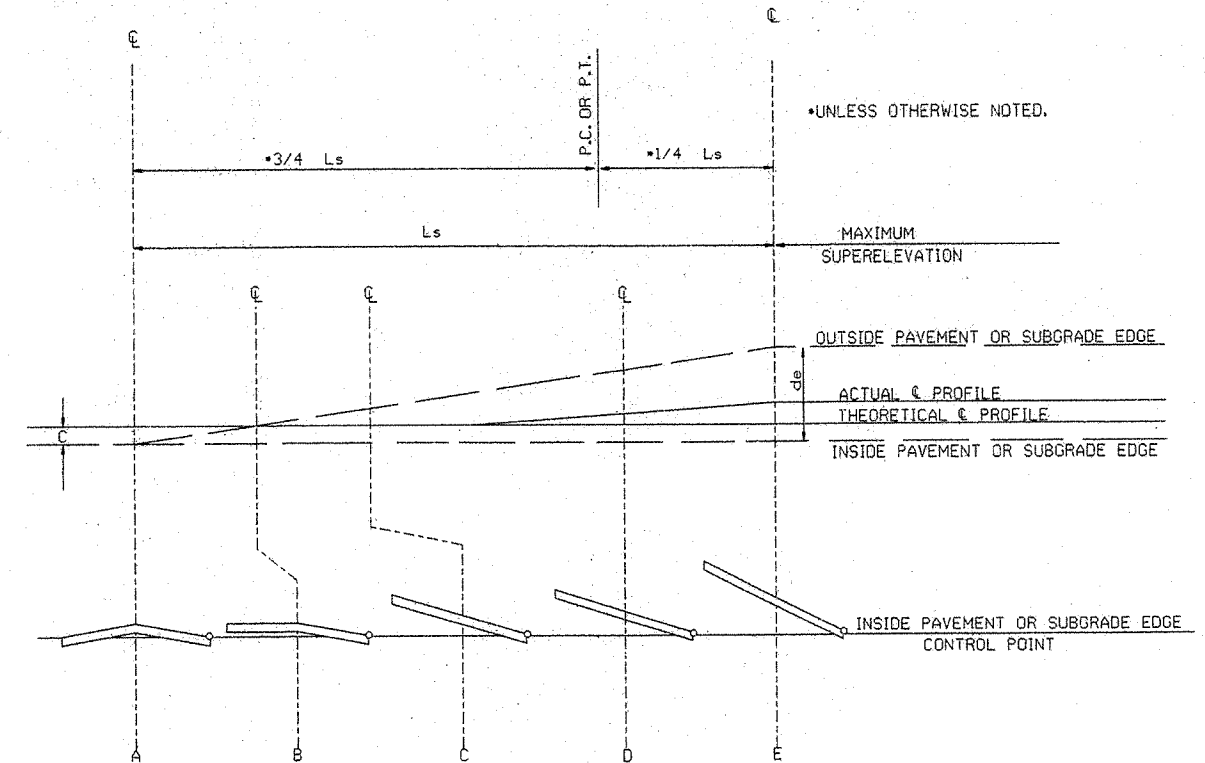 ℄
℄
P.C. OR P.T.
*UNLESS OTHERWISE NOTED.
*3/4 Ls
*1/4 Ls
Ls
MAXIMUM
SUPERELEVATION
℄
℄
℄
OUTSIDE PAVEMENT OR SUBGRADE EDGE
de
ACTUAL ℄ PROFILE
THEORETICAL ℄ PROFILE
C
INSIDE PAVEMENT OR SUBGRADE EDGE
INSIDE PAVEMENT OR SUBGRADE EDGE
CONTROL POINT
A
B
C
D
E